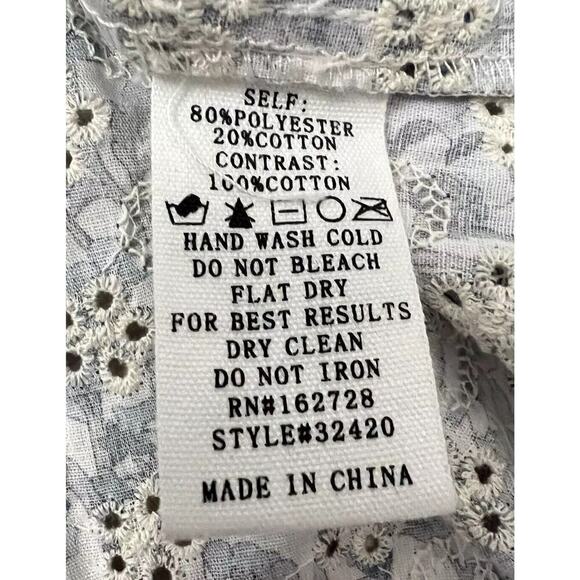 SELF:
80%POLYESTER
20%COTTON
CONTRAST:
100%COTTON
HAND WASH COLD
DO NOT BLEACH
FLAT DRY
FOR BEST RESULTS
DRY CLEAN
DO NOT IRON
RN#162728
STYLE#32420
MADE IN CHINA